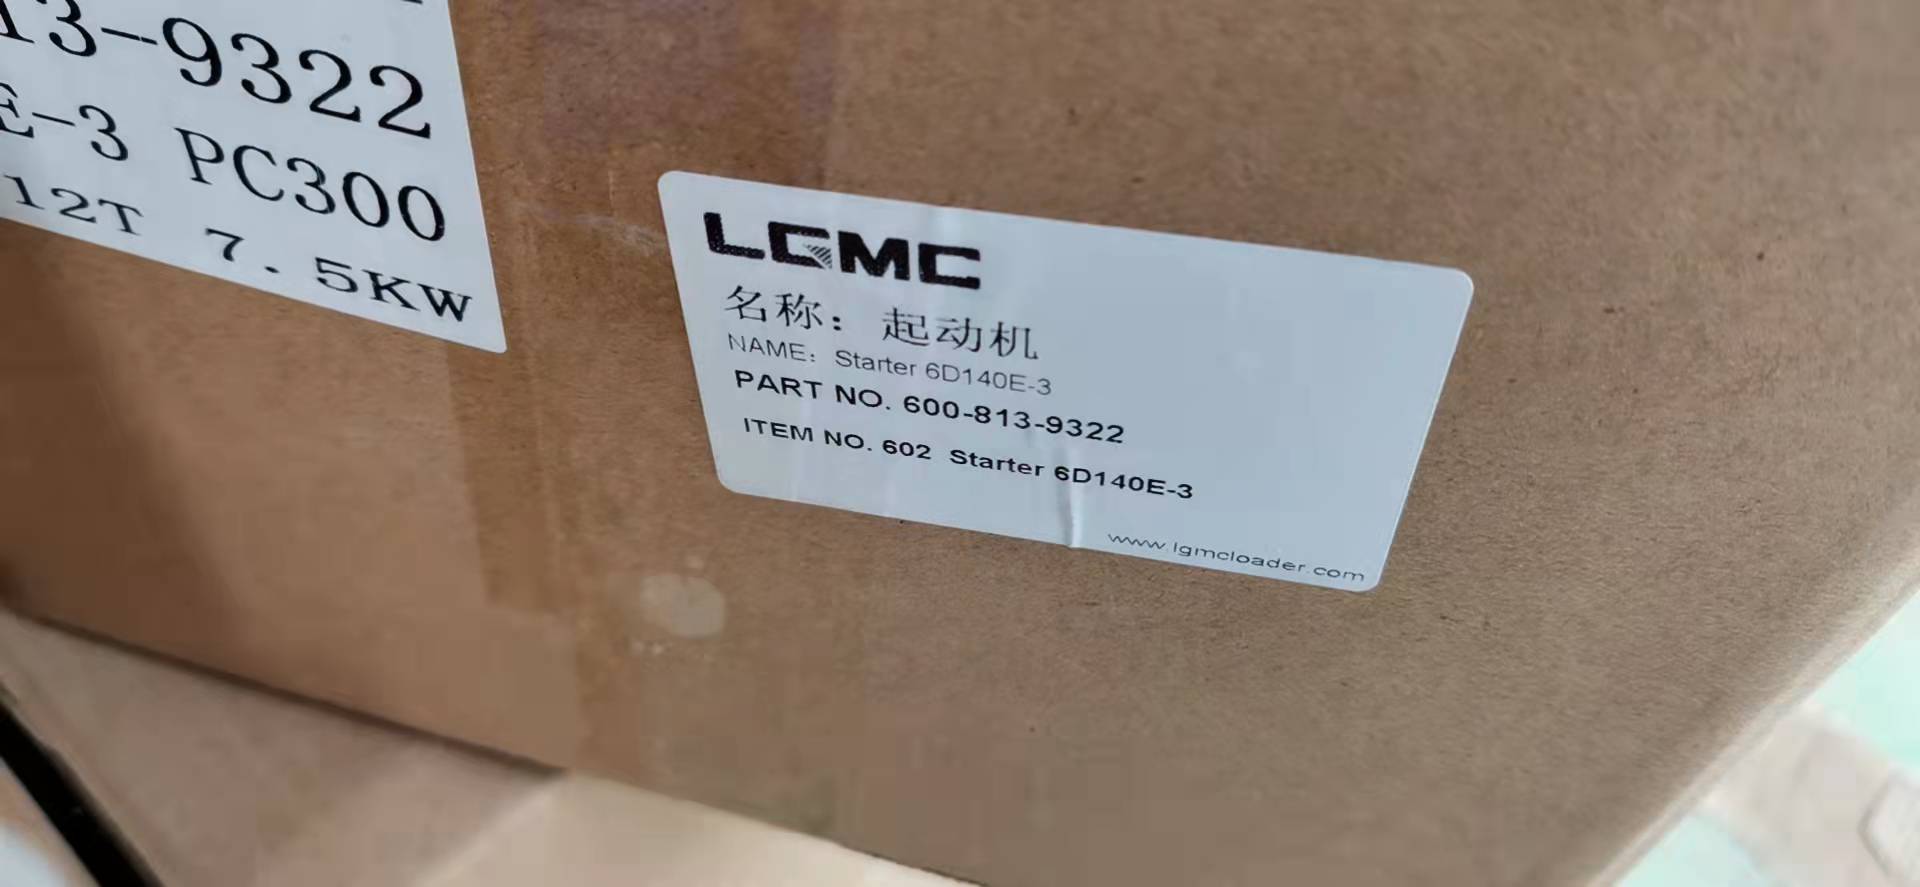 13-9322
E-3 PC300
12T 7.5KW
LGMC
名称：起动机
NAME: Starter 6D140E-3
PART NO. 600-813-9322
ITEM NO. 602 Starter 6D140E-3
www.lgmcloader.com